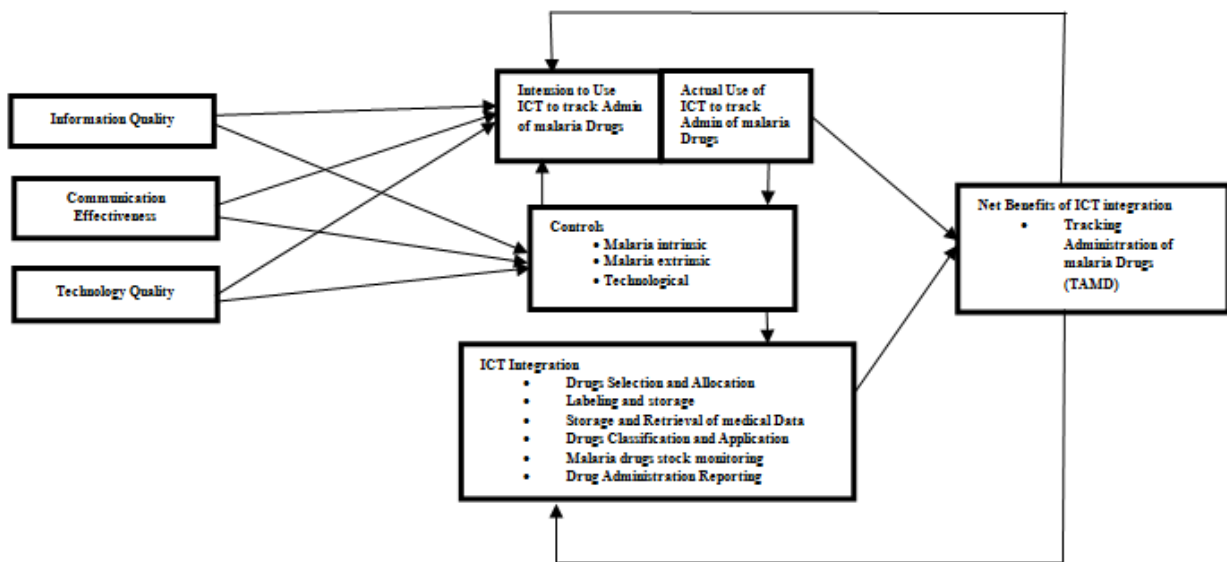 Information Quality
Communication
Effectiveness
Technology Quality
Intension to Use
ICT to track Admin
of malaria Drugs
Actual Use of
ICT to track
Admin of malaria
Drugs
Controls
• Malaria intrinsic
• Malaria extrinsic
• Technological
ICT Integration
• Drugs Selection and Allocation
• Labeling and storage
• Storage and Retrieval of medical Data
• Drugs Classification and Application
• Malaria drugs stock monitoring
• Drug Administration Reporting
Net Benefits of ICT integration
• Tracking
Administration of
malaria Drugs
(TAMD)